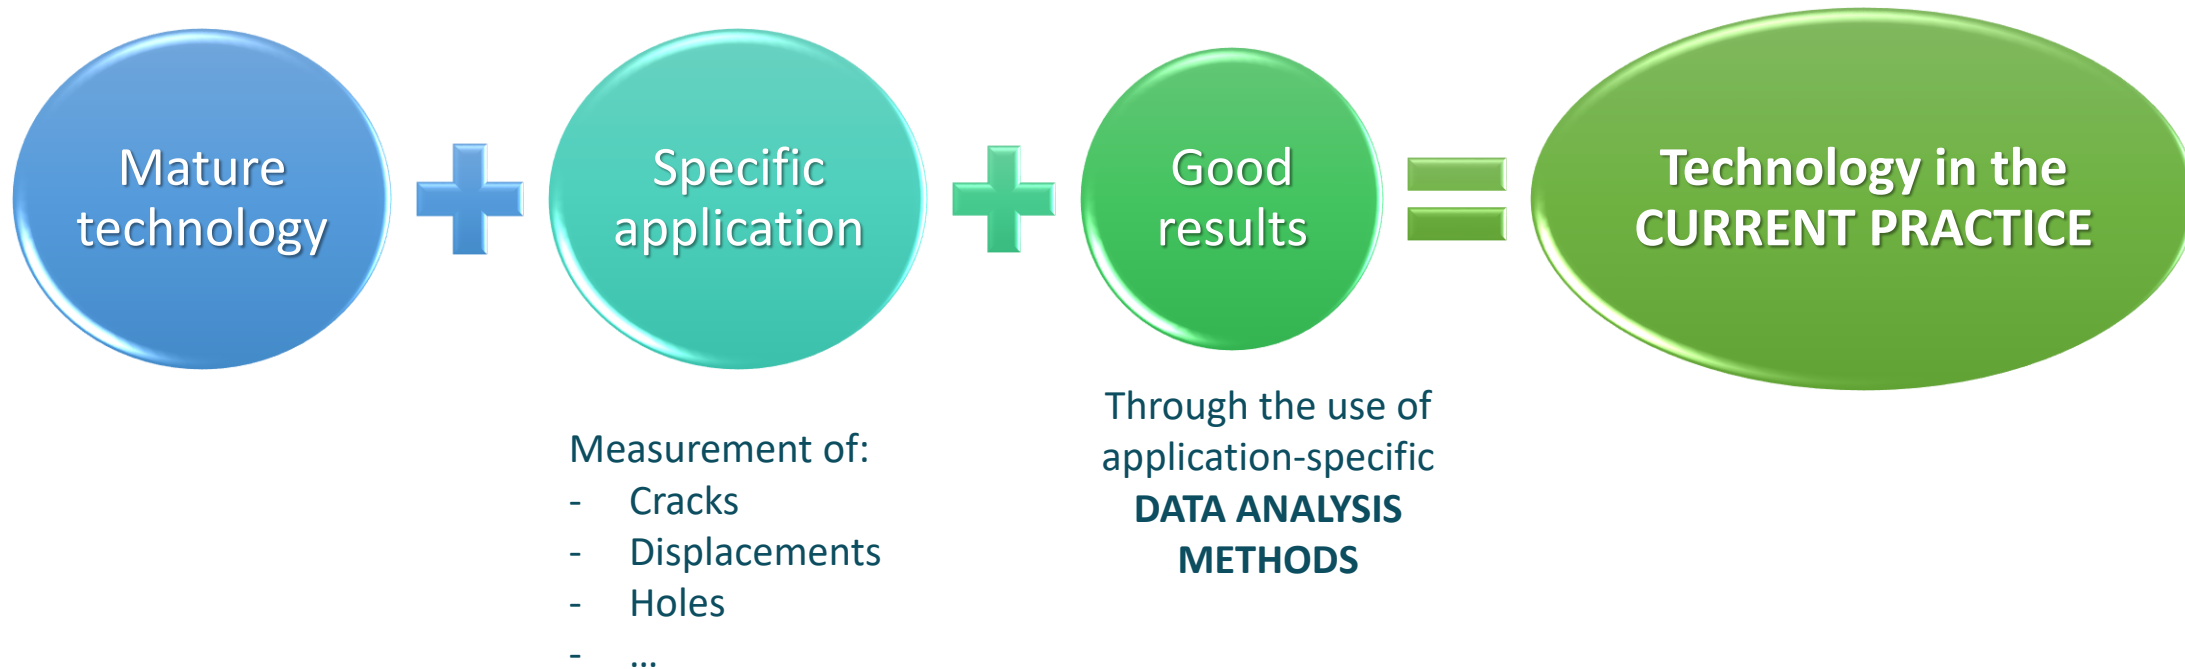 Mature
technology
Specific
application
Good
results
Technology in the
CURRENT PRACTICE
Measurement of:
- Cracks
- Displacements
- Holes
- ...
Through the use of
application-specific
DATA ANALYSIS
METHODS